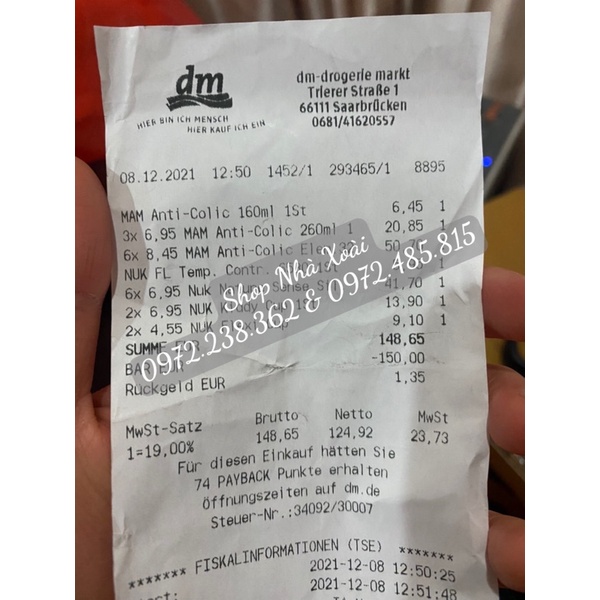 dm
HIER BIN ICH MENSCH
HIER KAUF ICH EIN
dm-drogerie markt
Trierer Straße 1
66111 Saarbrücken
0681/41620557
08.12.2021 12:50 1452/1 293465/1 8895
MAM Anti-Colic 160ml 1St 6,45 1
3x 6,95 MAM Anti-Colic 260ml 1 20,85 1
6x 8,45 MAM Anti-Colic 1
NUK FL Temp. Contr. 1
6x 6,95 Nuk Sense 41,70 1
2x 6,95 NUK 13,90 1
2x 4,55 NUK 9,10 1
SUMME 148,65
BAR -150,00
Rückgeld EUR 1,35
Shop Nhà Xoài
0972.238.362 & 0972.485.815
MwSt-Satz Brutto Netto MwSt
1=19,00% 148,65 124,92 23,73
Für diesen Einkauf hätten Sie
74 PAYBACK Punkte erhalten
Öffnungszeiten auf dm.de
Steuer-Nr.:34092/30007
******* FISKALINFORMATIONEN (TSE) *******
2021-12-08 12:50:25
2021-12-08 12:51:48